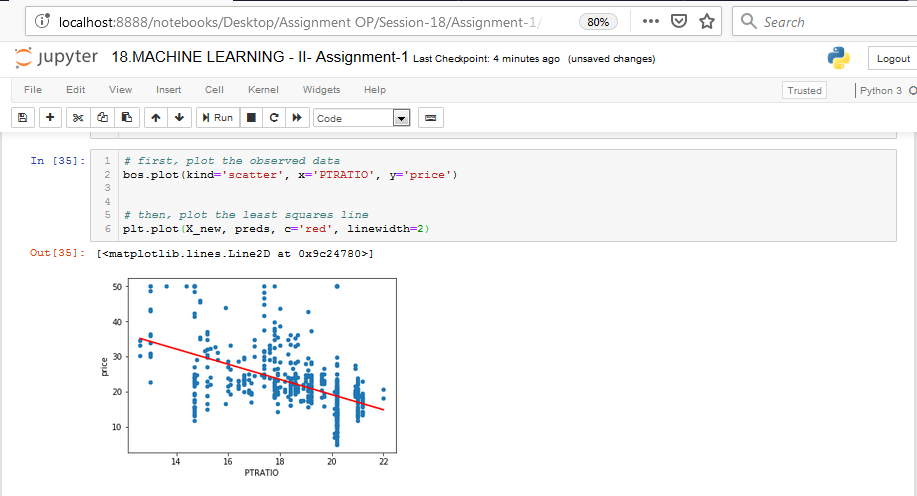 localhost:8888/notebooks/Desktop/Assignment OP/Session-18/Assignment-1/ 80% Search
jupyter 18.MACHINE LEARNING - II- Assignment-1 Last Checkpoint: 4 minutes ago (unsaved changes) Logout
File Edit View Insert Cell Kernel Widgets Help Trusted Python 3
Run Code
In [35]: 1 # first, plot the observed data
2 bos.plot(kind='scatter', x='PTRATIO', y='price')
3
4
5 # then, plot the least squares line
6 plt.plot(X_new, preds, c='red', linewidth=2)
Out[35]: [<matplotlib.lines.Line2D at 0x9c24780>]
50
40
30
20
10
price
14 16 18 20 22
PTRATIO